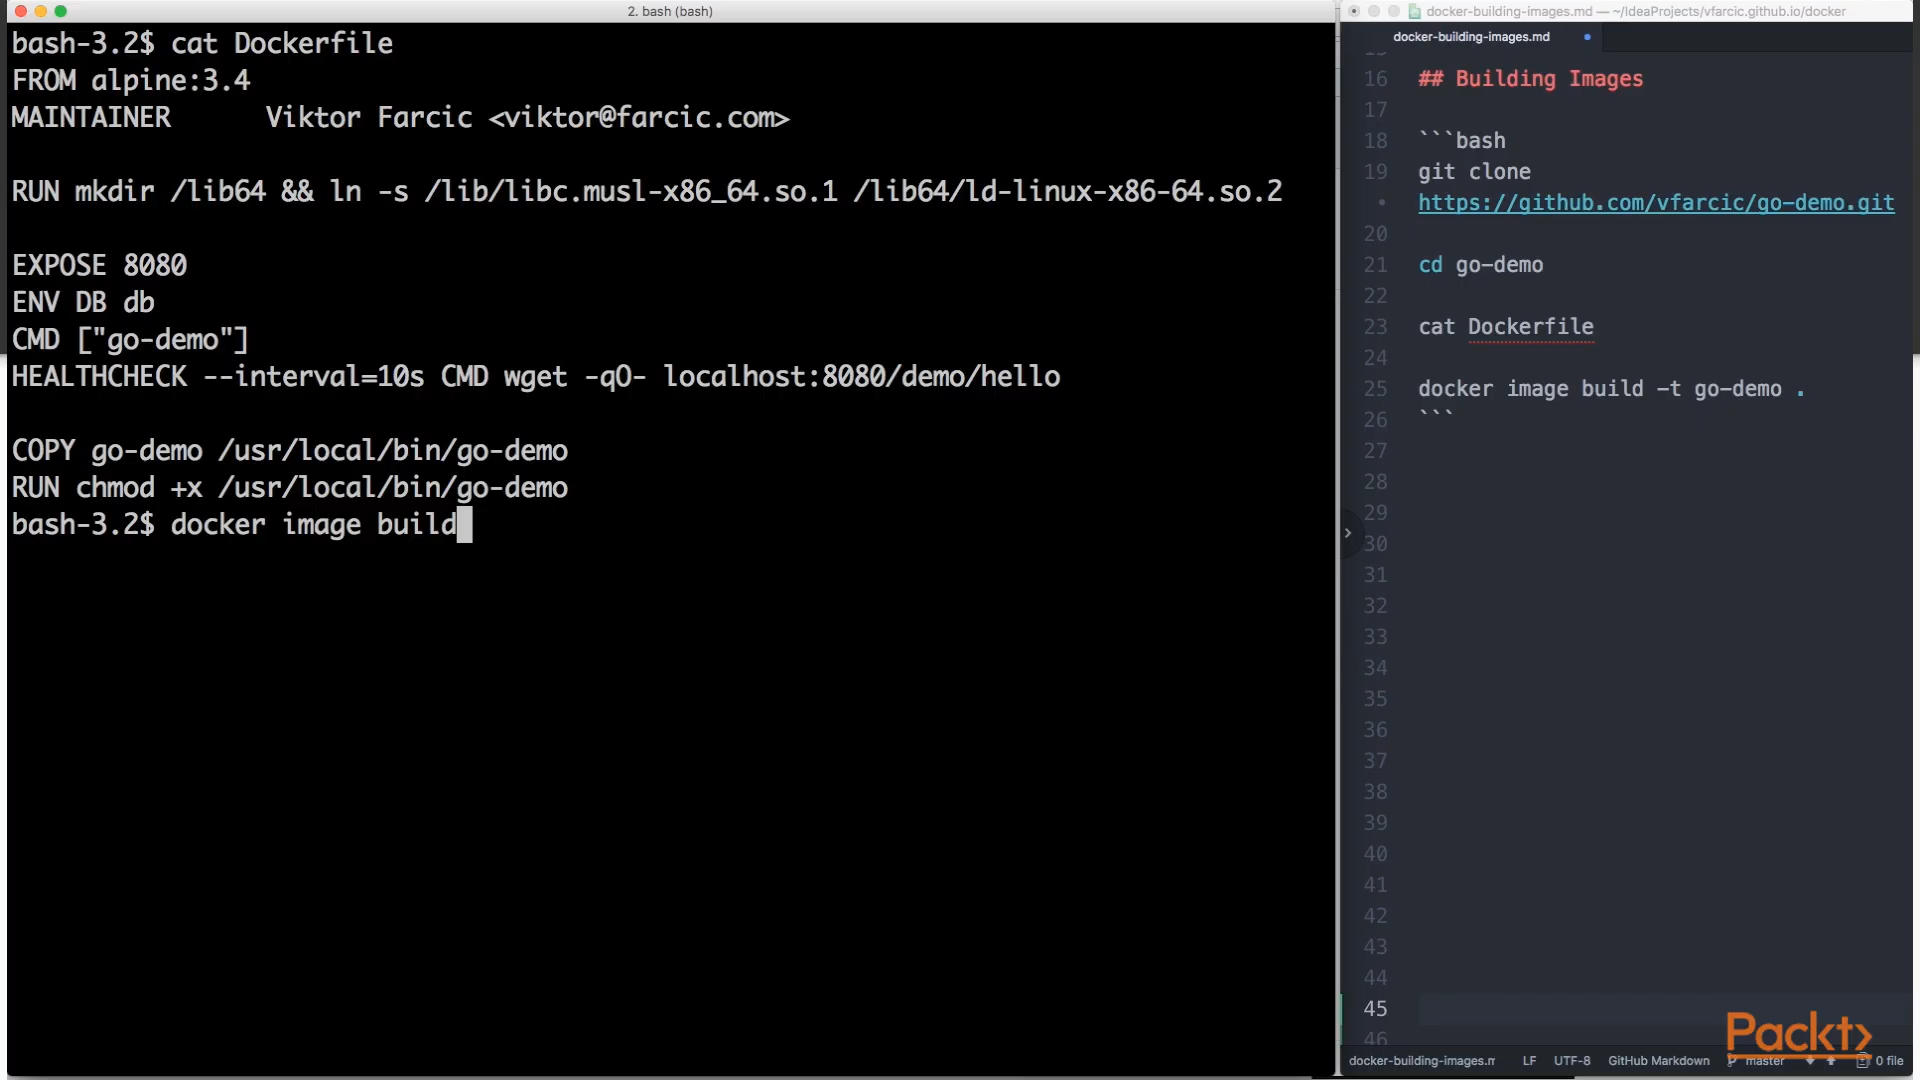 2. bash (bash)
bash-3.2$ cat Dockerfile
FROM alpine:3.4
MAINTAINER      Viktor Farcic <viktor@farcic.com>
RUN mkdir /lib64 && ln -s /lib/libc.musl-x86_64.so.1 /lib64/ld-linux-x86-64.so.2
EXPOSE 8080
ENV DB db
CMD ["go-demo"]
HEALTHCHECK --interval=10s CMD wget -qO- localhost:8080/demo/hello
COPY go-demo /usr/local/bin/go-demo
RUN chmod +x /usr/local/bin/go-demo
bash-3.2$ docker image build
docker-building-images.md — ~/IdeaProjects/vfarcic.github.io/docker
docker-building-images.md
16 ## Building Images
17
18 ```bash
19 git clone
https://github.com/vfarcic/go-demo.git
20
21 cd go-demo
22
23 cat Dockerfile
24
25 docker image build -t go-demo .
26 ```
27
28
29
30
31
32
33
34
35
36
37
38
39
40
41
42
43
44
45
46
Packt>
docker-building-images.m LF UTF-8 GitHub Markdown master 0 file